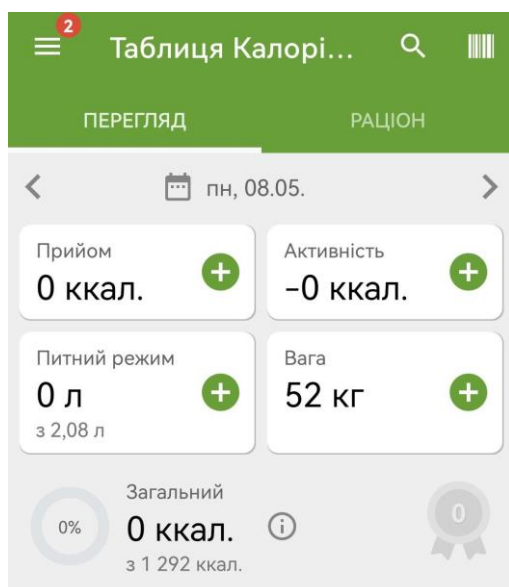 2
Таблиця Калорі...
ПЕРЕГЛЯД
РАЦІОН
пн, 08.05.
Прийом
0 ккал.
Активність
-0 ккал.
Питний режим
0 л
з 2,08 л
Вага
52 кг
0%
Загальний
0 ккал.
з 1 292 ккал.
0